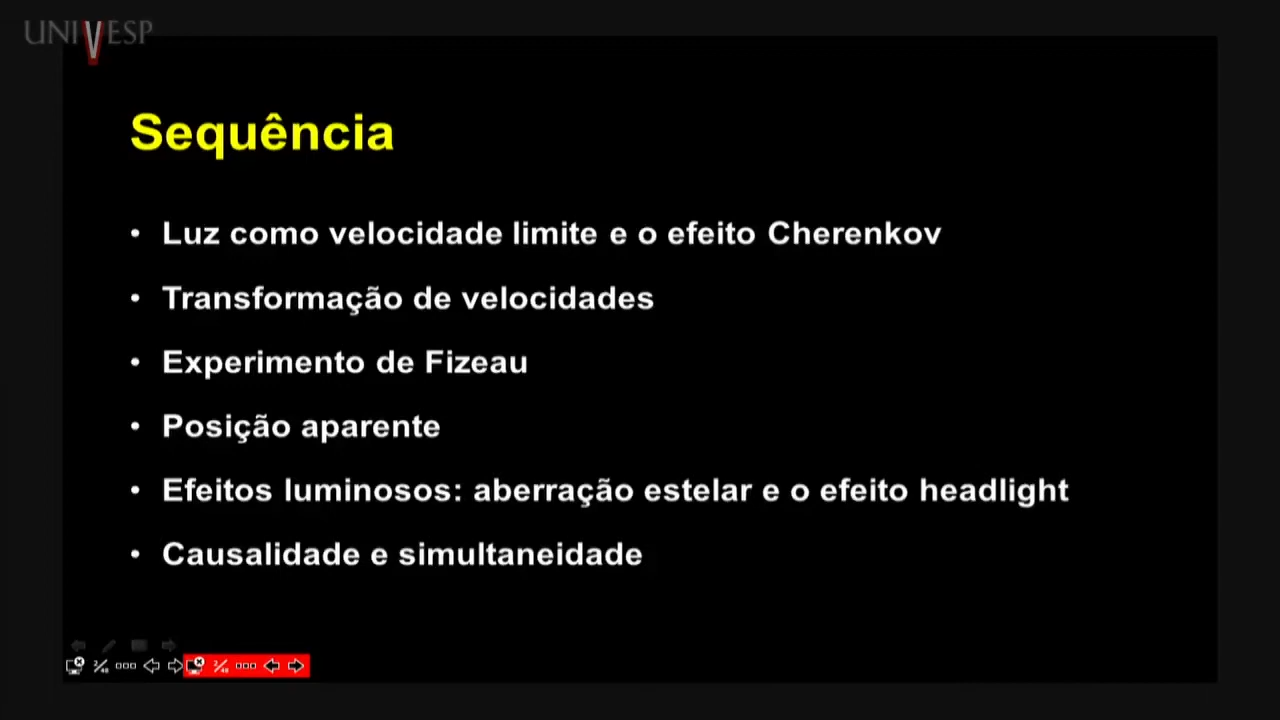 UNIVESP
Sequência
• Luz como velocidade limite e o efeito Cherenkov
• Transformação de velocidades
• Experimento de Fizeau
• Posição aparente
• Efeitos luminosos: aberração estelar e o efeito headlight
• Causalidade e simultaneidade